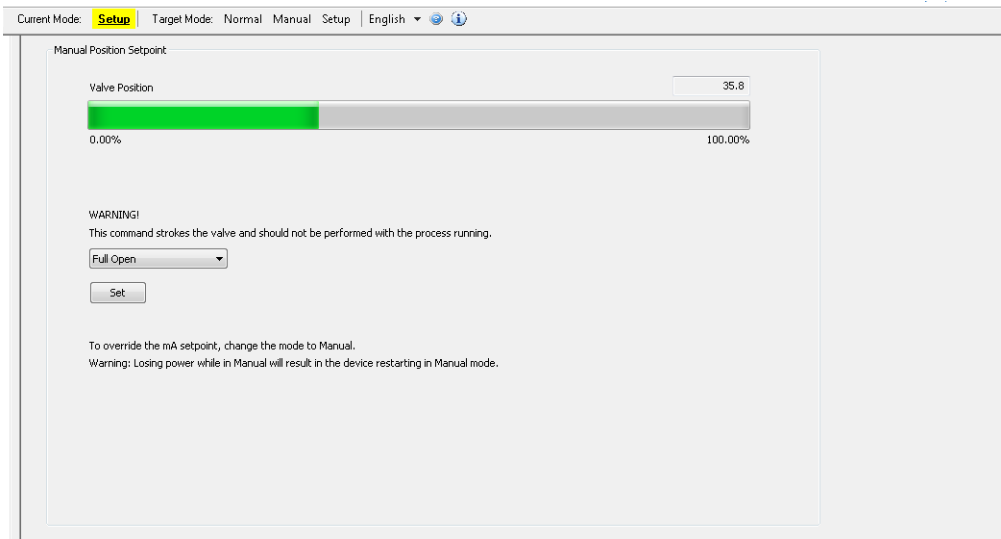 Current Mode: Setup Target Mode: Normal Manual Setup English
Manual Position Setpoint
Valve Position 35.8
0.00% 100.00%
WARNING!
This command strokes the valve and should not be performed with the process running.
Full Open
Set
To override the mA setpoint, change the mode to Manual.
Warning: Losing power while in Manual will result in the device restarting in Manual mode.